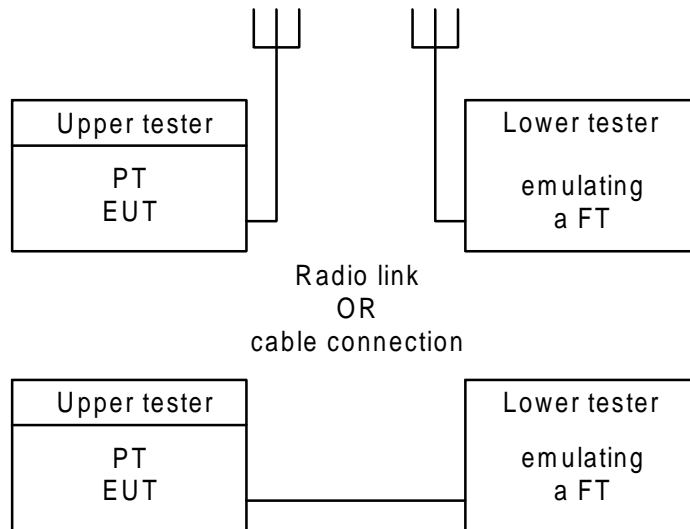 Upper tester
PT
EUT
Lower tester
emulating
a FT
Radio link
OR
cable connection
Upper tester
PT
EUT
Lower tester
emulating
a FT